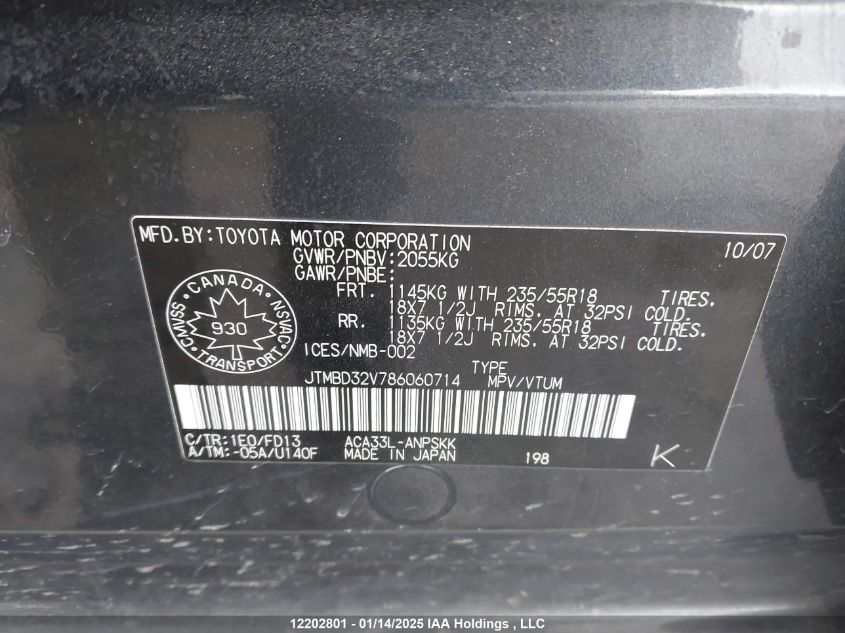 MFD.BY:TOYOTA MOTOR CORPORATION 10/07
GVWR/PNBV:2055KG
GAWR/PNBE:
FRT. 1145KG WITH 235/55R18 TIRES.
18X7 1/2J RIMS. AT 32PSI COLD.
RR. 1135KG WITH 235/55R18 TIRES.
18X7 1/2J RIMS. AT 32PSI COLD.
CANADA
CMVSS NSVAC
930
TRANSPORT
ICES/NMB-002
TYPE
JTMBD32V786060714 MPV/VTUM
C/TR:1E0/FD13 ACA33L-ANPSKK
A/TM:-05A/U140F MADE IN JAPAN 198 K
12202801 - 01/14/2025 IAA Holdings , LLC